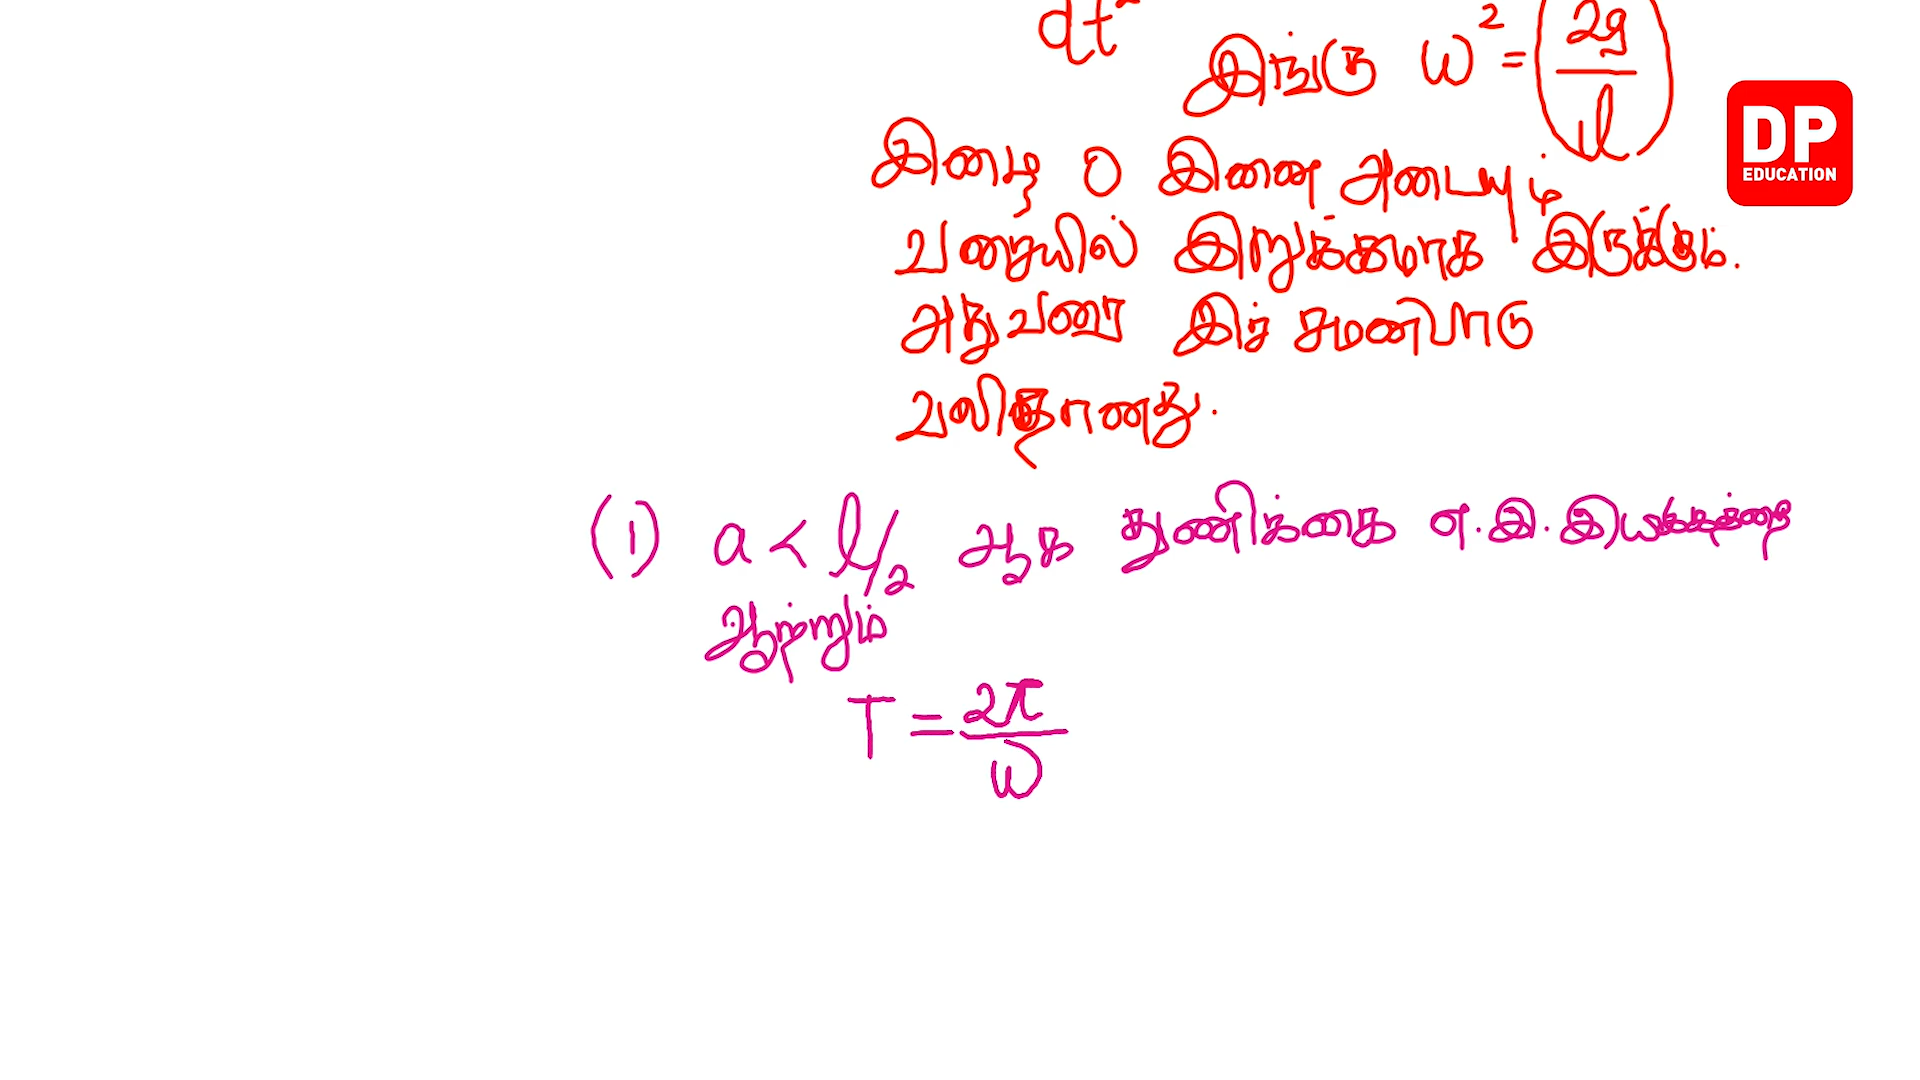 dt²
இங்கு ω² = (2g/l)
DP
EDUCATION
இழை O இனை அடையும்
வரையில் இறுக்கமாக இருக்கும்.
அதுவரை இச் சமன்பாடு
வலிதானது.
(1) a < l/2 ஆக துணிக்கை எ.இ.இயக்கத்தை
ஆற்றும்
T = 2π/ω